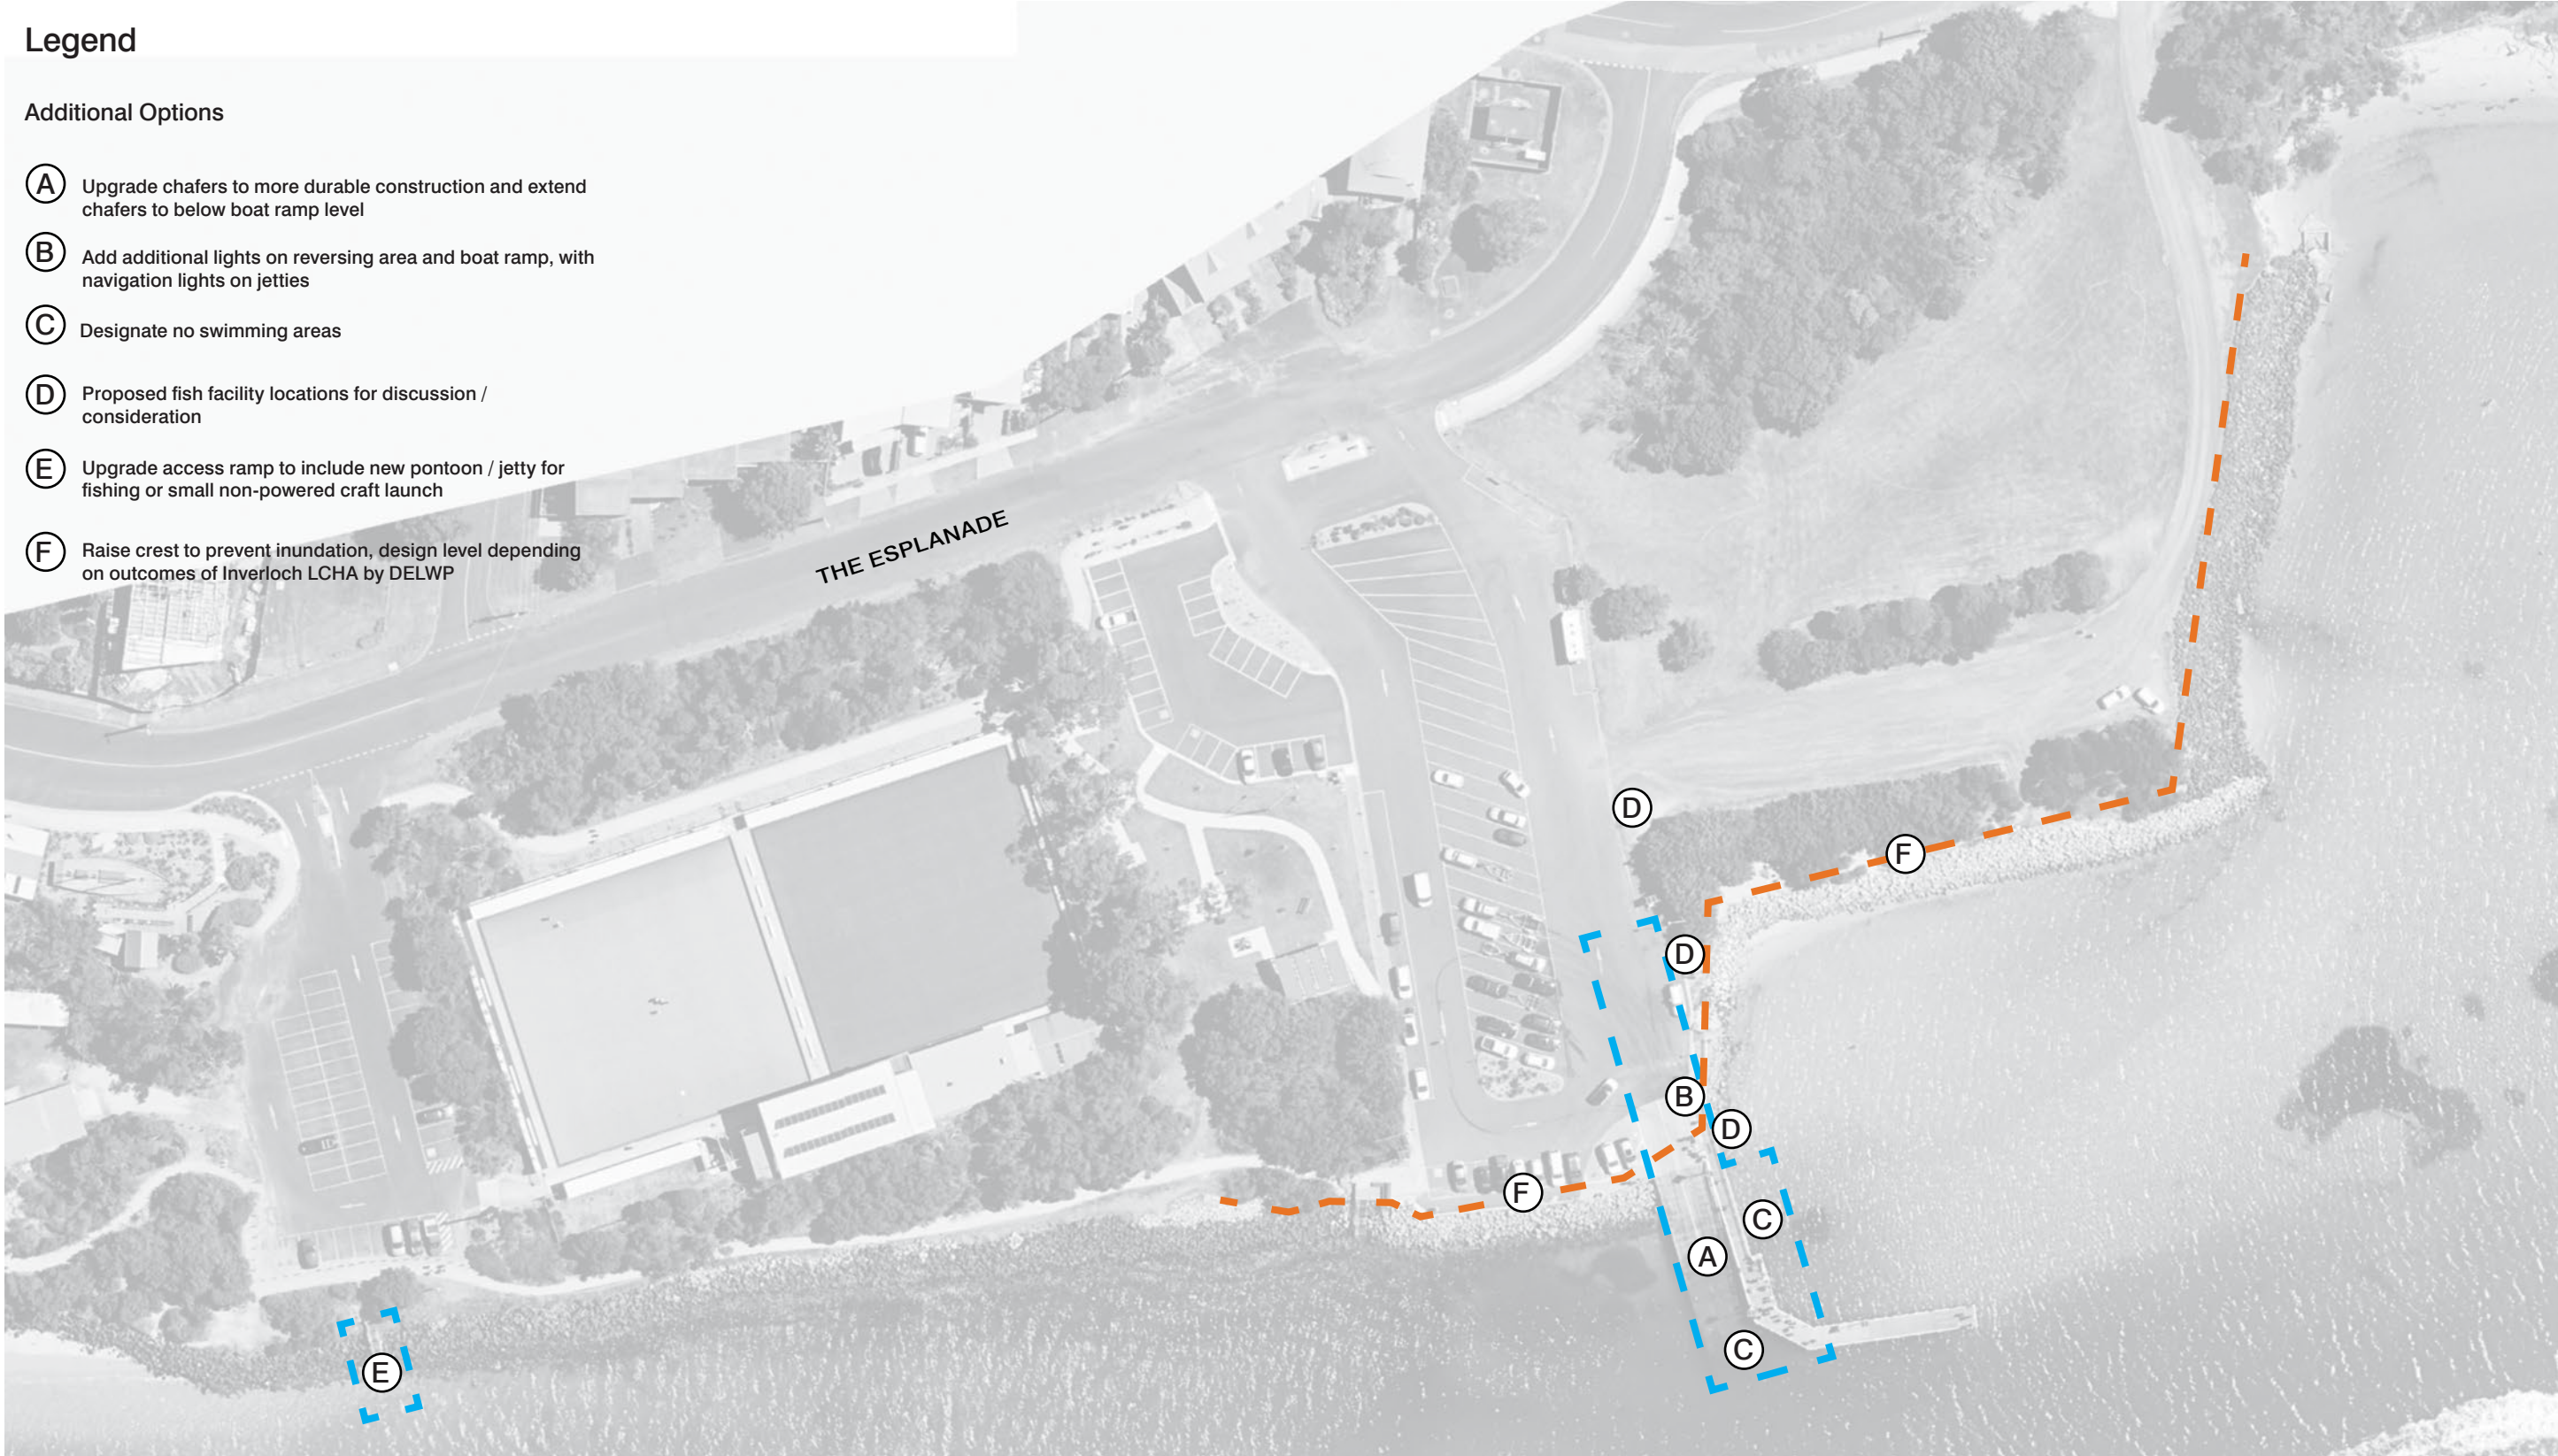 Legend
Additional Options
A
Upgrade chafers to more durable construction and extend
chafers to below boat ramp level
B
Add additional lights on reversing area and boat ramp, with
navigation lights on jetties
C
Designate no swimming areas
D
Proposed fish facility locations for discussion /
consideration
E
Upgrade access ramp to include new pontoon / jetty for
fishing or small non-powered craft launch
F
Raise crest to prevent inundation, design level depending
on outcomes of Inverloch LCHA by DELWP
THE ESPLANADE
D
F
D
B
D
F
C
A
C
E